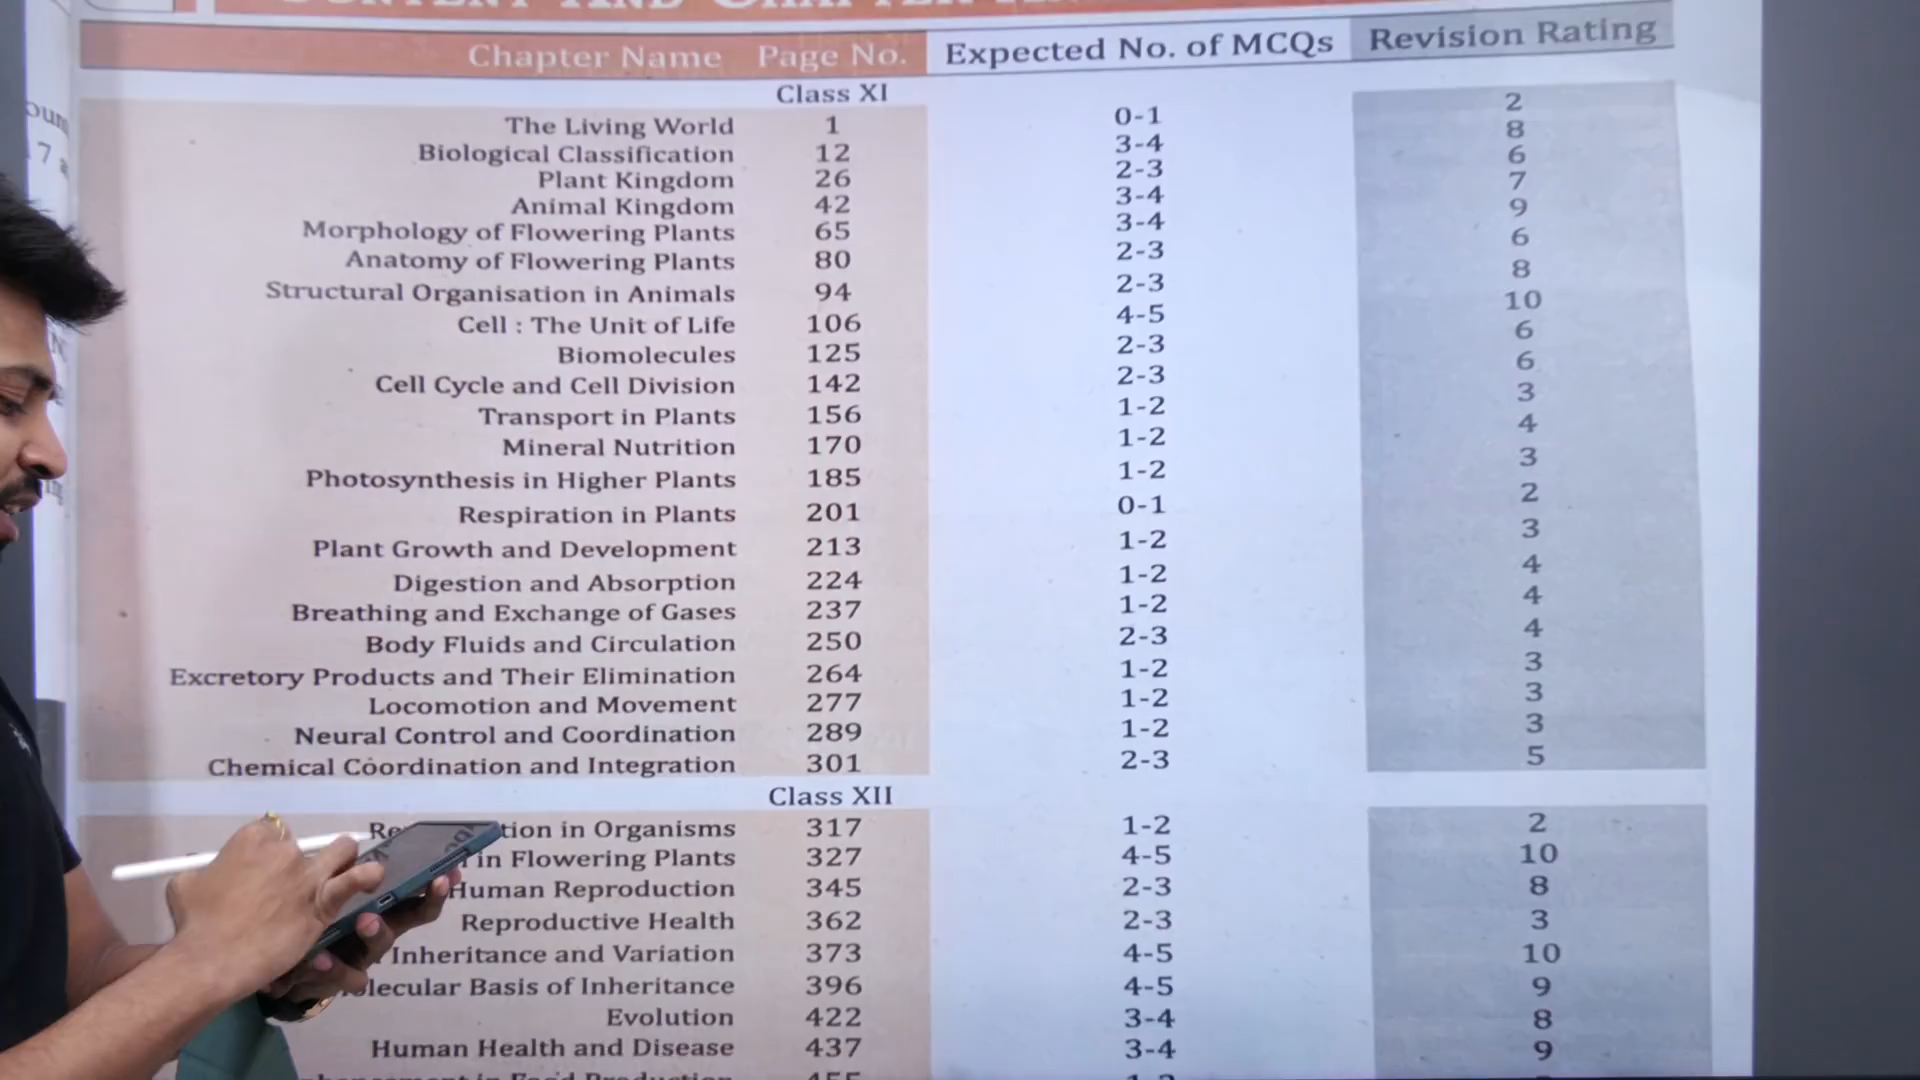 Chapter Name Page No. Expected No. of MCQs Revision Rating
Class XI
The Living World 1 0-1 2
Biological Classification 12 3-4 8
Plant Kingdom 26 2-3 6
Animal Kingdom 42 3-4 7
Morphology of Flowering Plants 65 3-4 9
Anatomy of Flowering Plants 80 2-3 6
Structural Organisation in Animals 94 2-3 8
Cell : The Unit of Life 106 4-5 10
Biomolecules 125 2-3 6
Cell Cycle and Cell Division 142 2-3 6
Transport in Plants 156 1-2 3
Mineral Nutrition 170 1-2 4
Photosynthesis in Higher Plants 185 1-2 3
Respiration in Plants 201 0-1 2
Plant Growth and Development 213 1-2 3
Digestion and Absorption 224 1-2 4
Breathing and Exchange of Gases 237 1-2 4
Body Fluids and Circulation 250 2-3 4
Excretory Products and Their Elimination 264 1-2 3
Locomotion and Movement 277 1-2 3
Neural Control and Coordination 289 1-2 3
Chemical Coordination and Integration 301 2-3 5
Class XII
in Organisms 317 1-2 2
in Flowering Plants 327 4-5 10
Human Reproduction 345 2-3 8
Reproductive Health 362 2-3 3
Inheritance and Variation 373 4-5 10
Basis of Inheritance 396 4-5 9
Evolution 422 3-4 8
Human Health and Disease 437 3-4 9